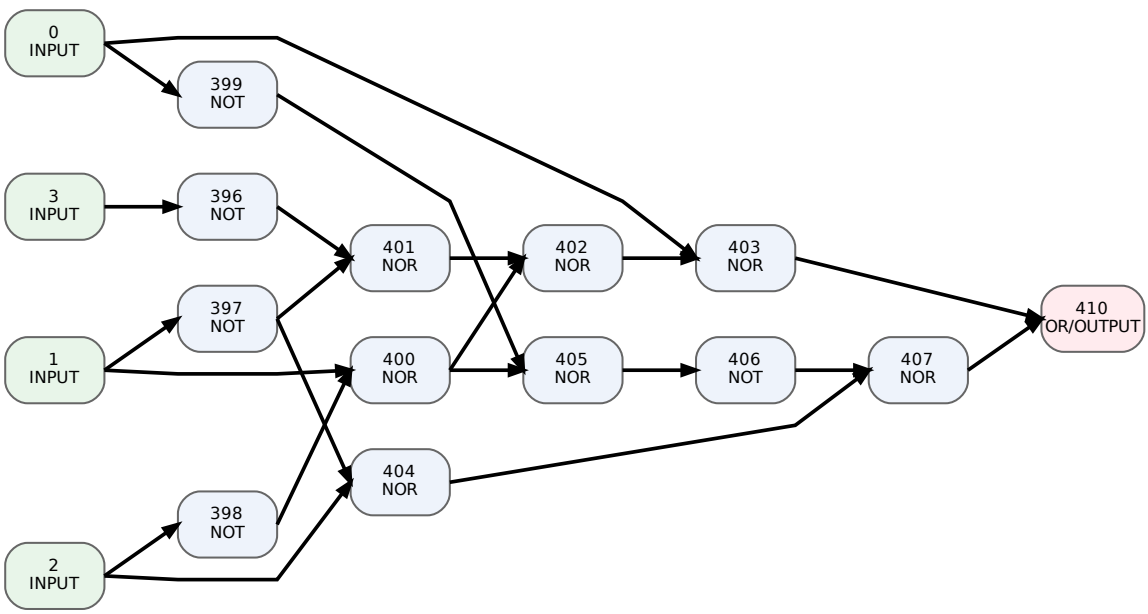 0
INPUT
399
NOT
3
INPUT
396
NOT
401
NOR
402
NOR
403
NOR
397
NOT
410
OR/OUTPUT
1
INPUT
400
NOR
405
NOR
406
NOT
407
NOR
404
NOR
398
NOT
2
INPUT